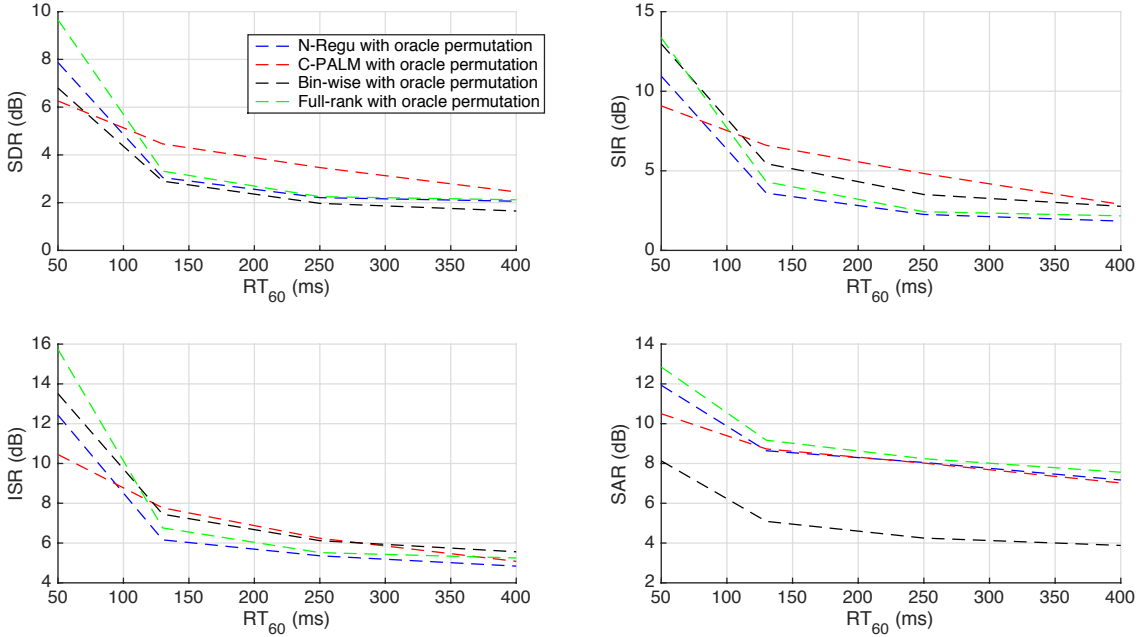 10
8
6
4
2
0
SDR (dB)
N-Regu with oracle permutation
C-PALM with oracle permutation
Bin-wise with oracle permutation
Full-rank with oracle permutation
50 100 150 200 250 300 350 400
RT60 (ms)
15
10
5
0
SIR (dB)
50 100 150 200 250 300 350 400
RT60 (ms)
16
14
12
10
8
6
4
ISR (dB)
50 100 150 200 250 300 350 400
RT60 (ms)
14
12
10
8
6
4
2
SAR (dB)
50 100 150 200 250 300 350 400
RT60 (ms)